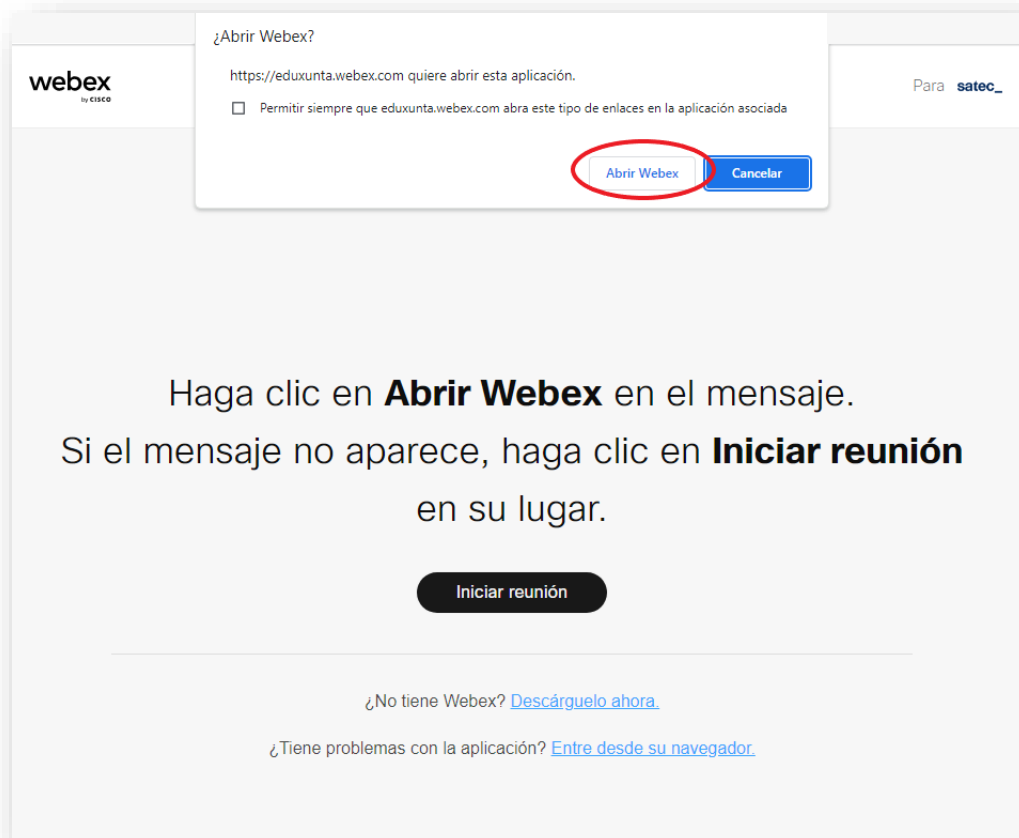 ¿Abrir Webex?
https://eduxunta.webex.com quiere abrir esta aplicación.
Permitir siempre que eduxunta.webex.com abra este tipo de enlaces en la aplicación asociada
Abrir Webex Cancelar
webex
by CISCO
Para satec_
Haga clic en Abrir Webex en el mensaje.
Si el mensaje no aparece, haga clic en Iniciar reunión
en su lugar.
Iniciar reunión
¿No tiene Webex? Descárguelo ahora.
¿Tiene problemas con la aplicación? Entre desde su navegador.